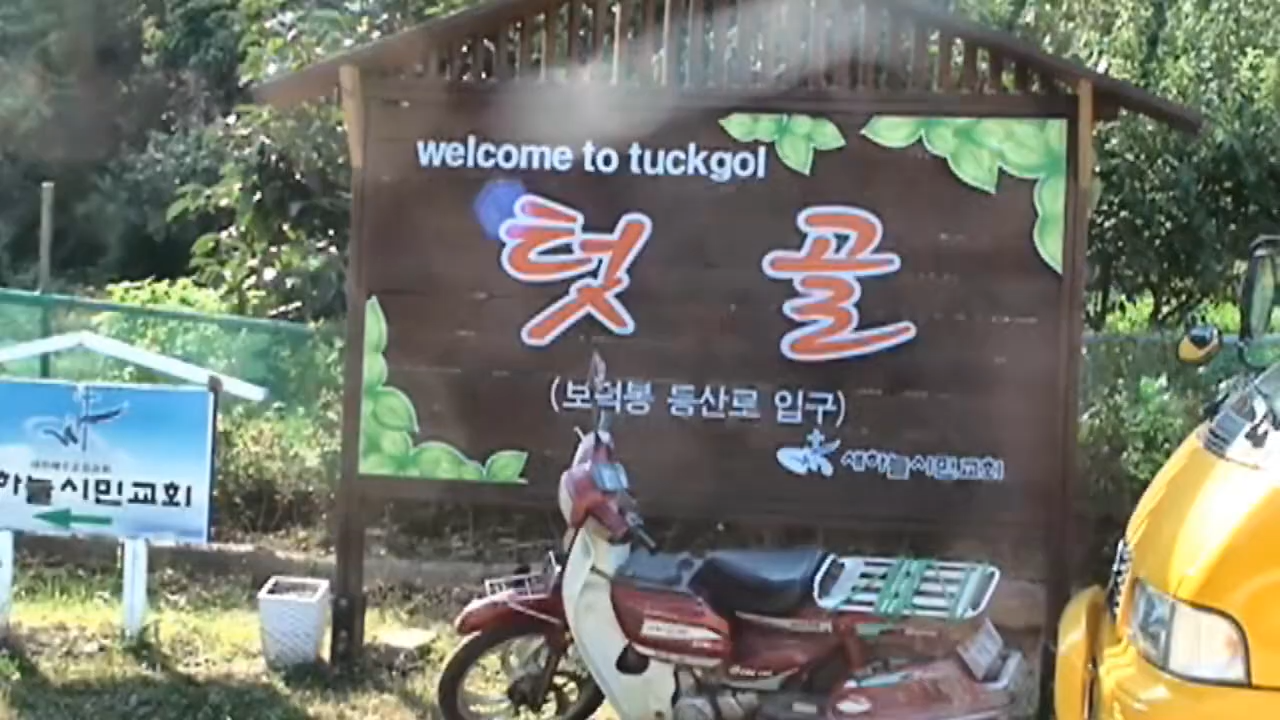 welcome to tuckgol
텃 골
(보덕봉 등산로 입구)
새하늘시민교회
하늘시민교회